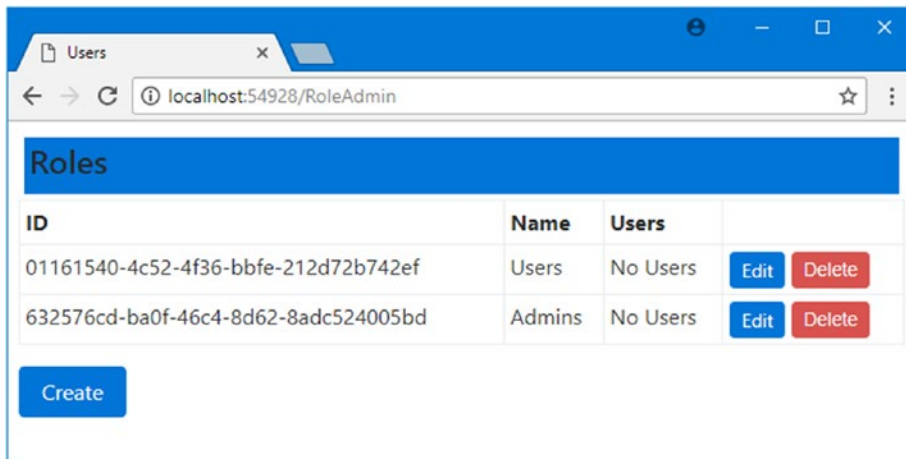 Users
localhost:54928/RoleAdmin
Roles
ID Name Users
01161540-4c52-4f36-bbfe-212d72b742ef Users No Users Edit Delete
632576cd-ba0f-46c4-8d62-8adc524005bd Admins No Users Edit Delete
Create